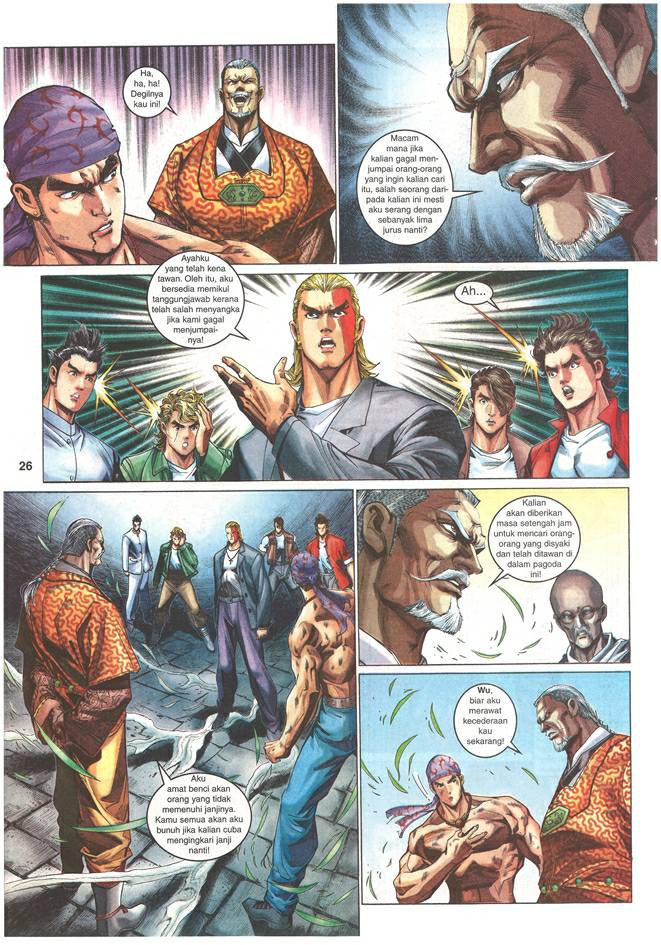 Ha,
ha, ha!
Degilnya
kau ini!
Macam
mana jika
kalian gagal men-
jumpai orang-orang
yang ingin kalian cari
itu, salah seorang dari-
pada kalian ini mesti
aku serang dengan
sebanyak lima
jurus nanti?
Ayahku
yang telah kena
tawan. Oleh itu, aku
bersedia memikul
tanggungjawab kerana
telah salah menyangka
jika kami gagal
menjumpai-
nya!
Ah...
26
Aku
amat benci akan
orang yang tidak
memenuhi janjinya.
Kamu semua akan aku
bunuh jika kalian cuba
mengingkari janji
nanti!
Kalian
akan diberikan
masa setengah jam
untuk mencari orang-
orang yang disyaki
dan telah ditawan di
dalam pagoda
ini!
Wu,
biar aku
merawat
kecederaan
kau
sekarang!